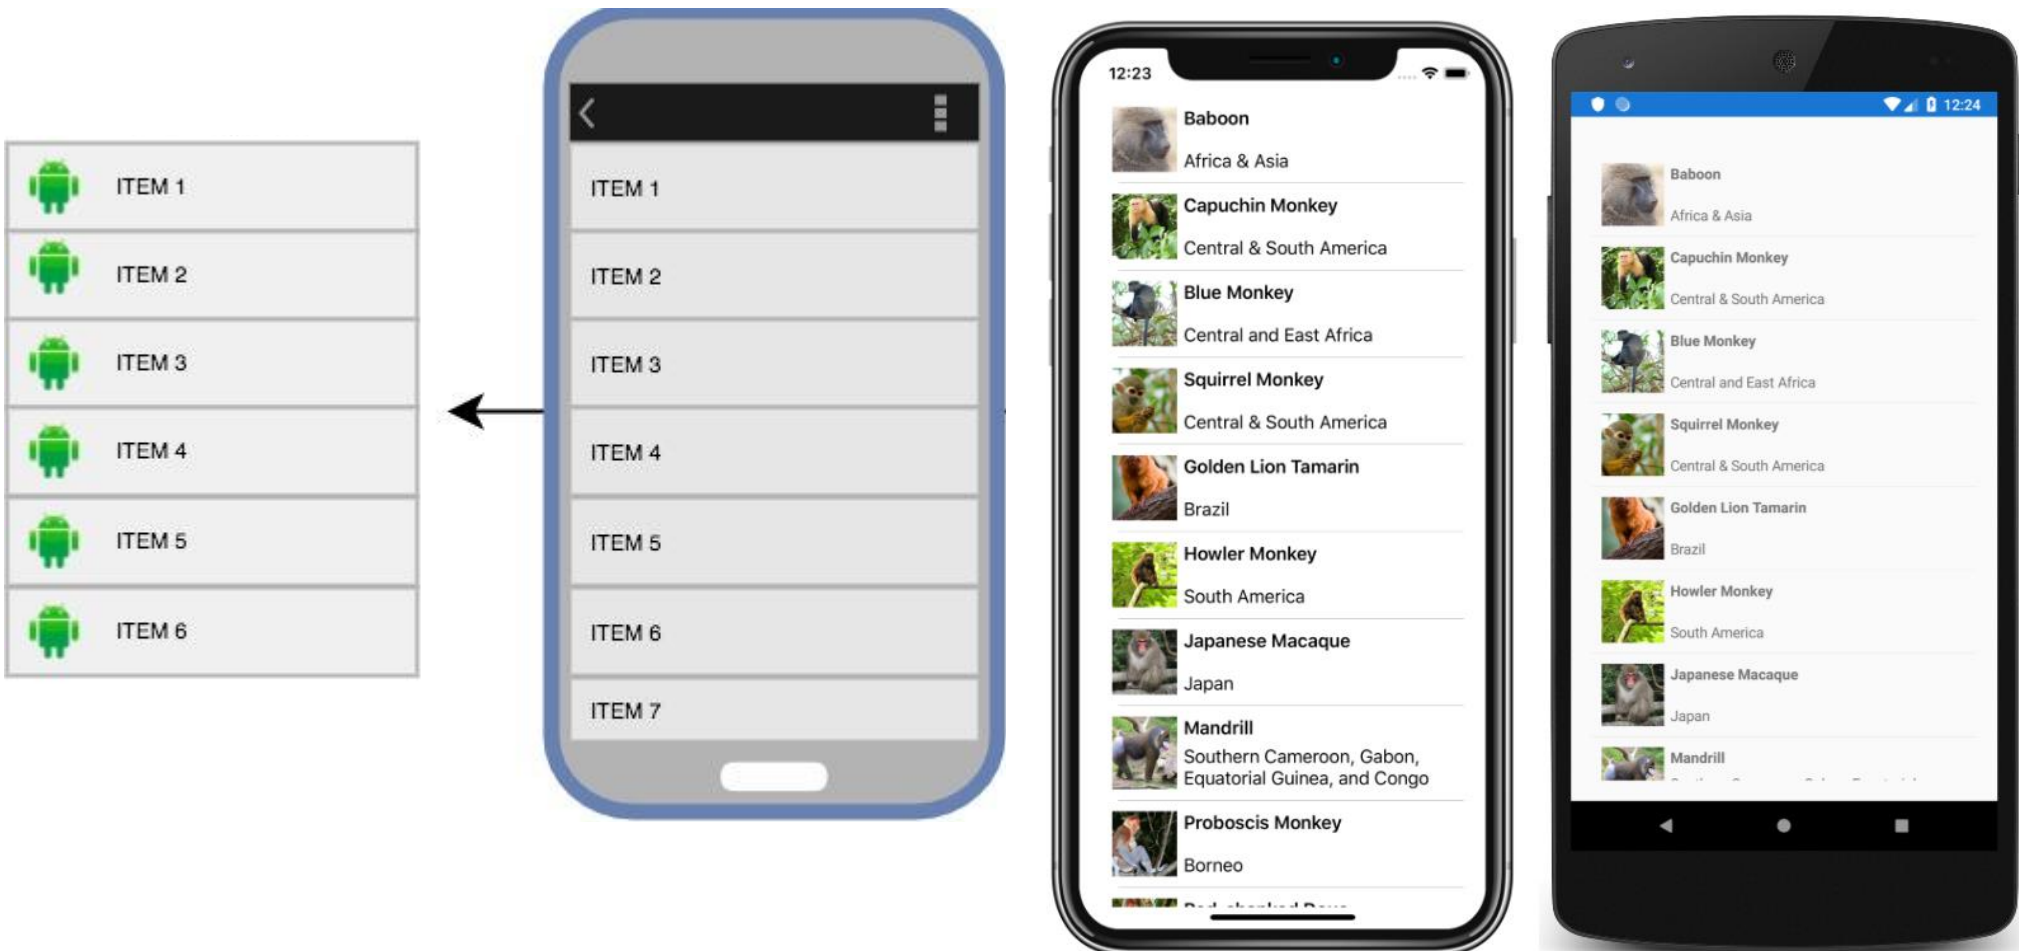 ITEM 1
ITEM 2
ITEM 3
ITEM 4
ITEM 5
ITEM 6
ITEM 1
ITEM 2
ITEM 3
ITEM 4
ITEM 5
ITEM 6
ITEM 7
12:23
Baboon
Africa & Asia
Capuchin Monkey
Central & South America
Blue Monkey
Central and East Africa
Squirrel Monkey
Central & South America
Golden Lion Tamarin
Brazil
Howler Monkey
South America
Japanese Macaque
Japan
Mandrill
Southern Cameroon, Gabon,
Equatorial Guinea, and Congo
Proboscis Monkey
Borneo
12:24
Baboon
Africa & Asia
Capuchin Monkey
Central & South America
Blue Monkey
Central and East Africa
Squirrel Monkey
Central & South America
Golden Lion Tamarin
Brazil
Howler Monkey
South America
Japanese Macaque
Japan
Mandrill